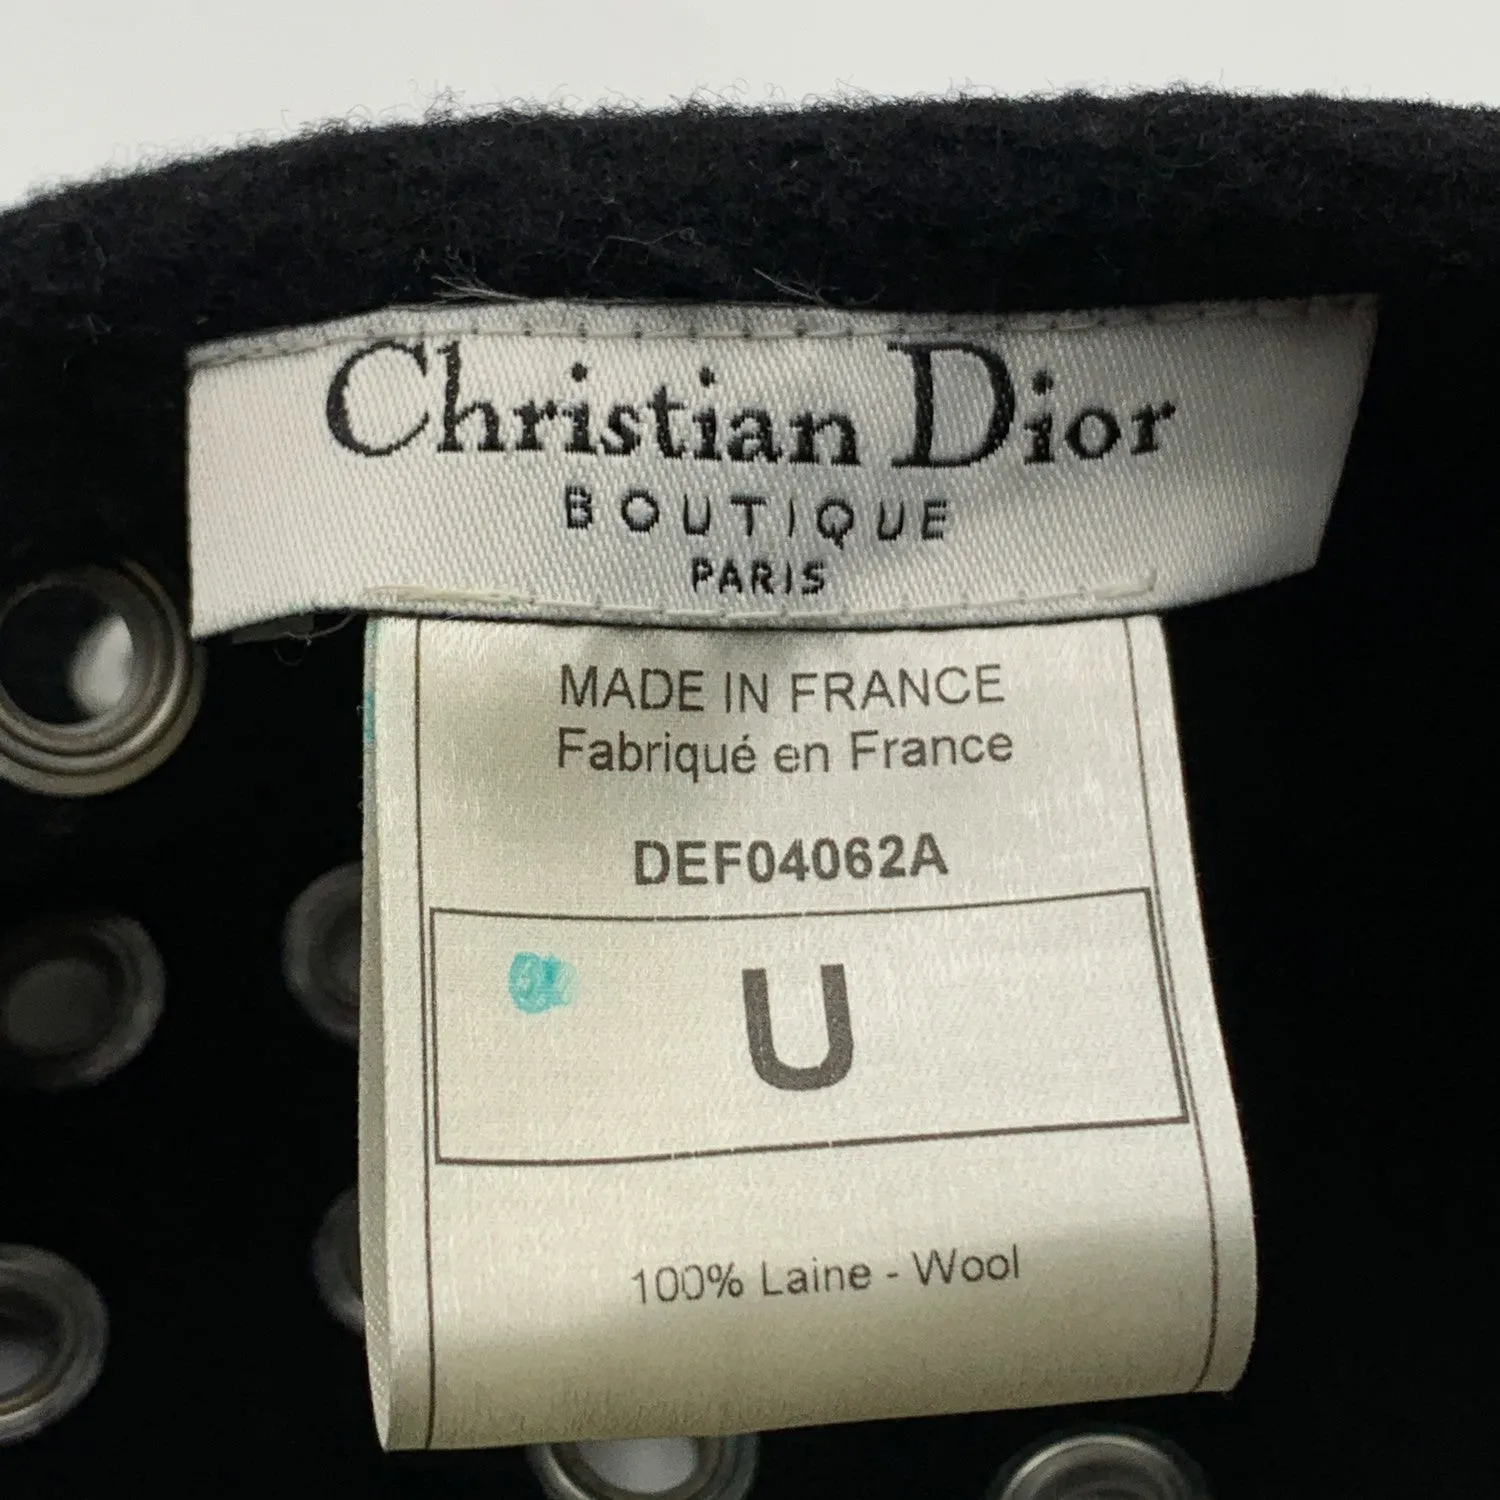 Christian Dior
BOUTIQUE
PARIS
MADE IN FRANCE
Fabriqué en France
DEF04062A
U
100% Laine - Wool